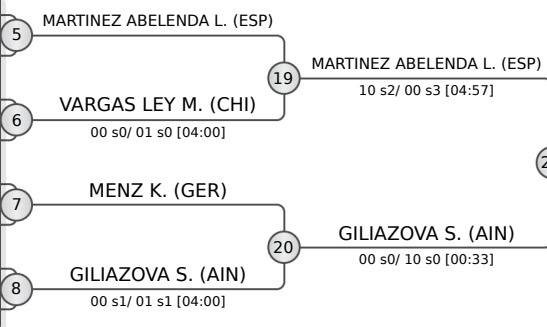 MARTINEZ ABELENDA L. (ESP)
5
19
MARTINEZ ABELENDA L. (ESP)
10 s2/ 00 s3 [04:57]
6
VARGAS LEY M. (CHI)
00 s0/ 01 s0 [04:00]
7
MENZ K. (GER)
20
GILIAZOVA S. (AIN)
00 s0/ 10 s0 [00:33]
8
GILIAZOVA S. (AIN)
00 s1/ 01 s1 [04:00]